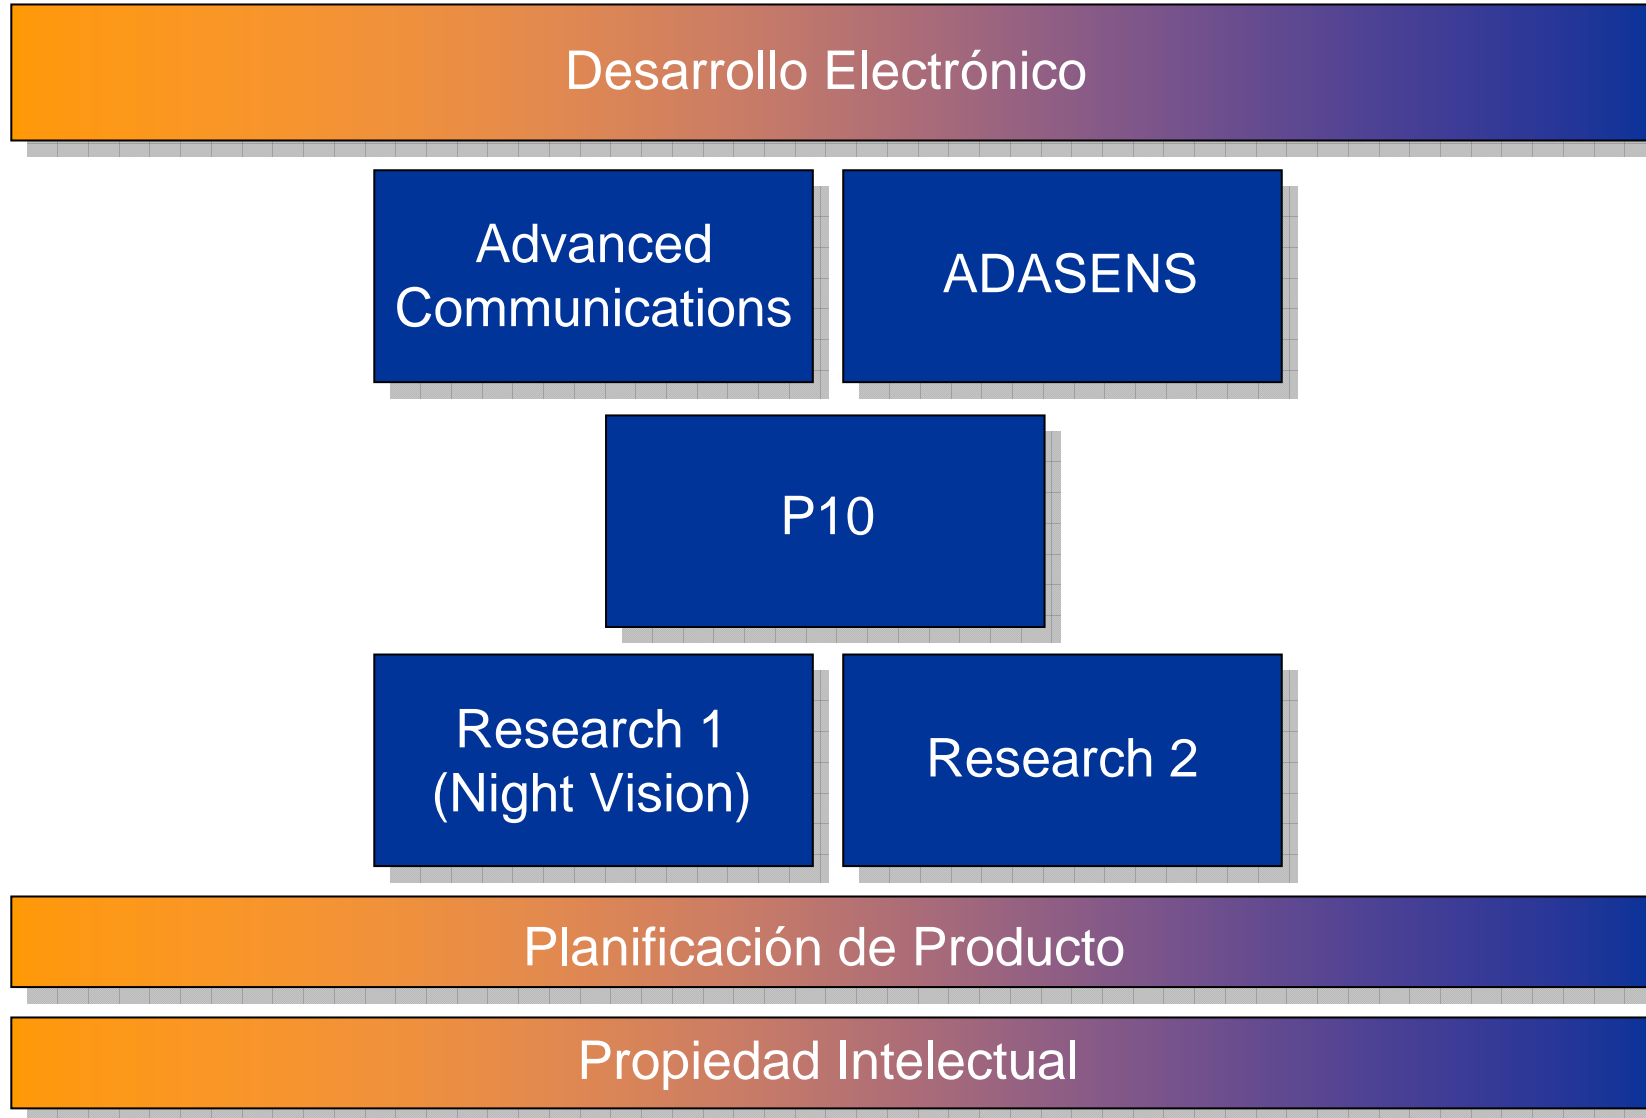 Desarrollo Electrónico
Advanced
Communications
ADASENS
P10
Research 1
(Night Vision)
Research 2
Planificación de Producto
Propiedad Intelectual